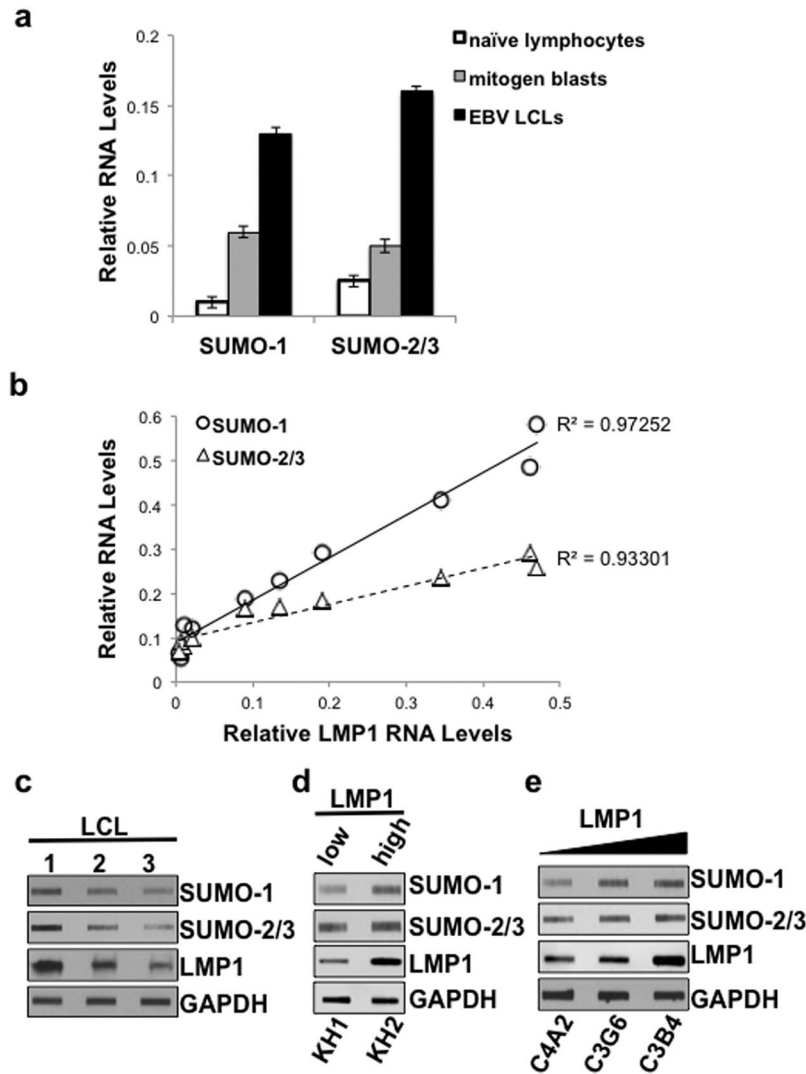 a
Relative RNA Levels
0.2
0.15
0.1
0.05
0
SUMO-1 SUMO-2/3
naïve lymphocytes
mitogen blasts
EBV LCLs
b
Relative RNA Levels
0.6
0.5
0.4
0.3
0.2
0.1
0
SUMO-1
SUMO-2/3
R² = 0.97252
R² = 0.93301
0 0.1 0.2 0.3 0.4 0.5
Relative LMP1 RNA Levels
c
LCL
1 2 3
SUMO-1
SUMO-2/3
LMP1
GAPDH
d
LMP1
low high
SUMO-1
SUMO-2/3
LMP1
GAPDH
KH1 KH2
e
LMP1
SUMO-1
SUMO-2/3
LMP1
GAPDH
C4A2 C3G6 C3B4